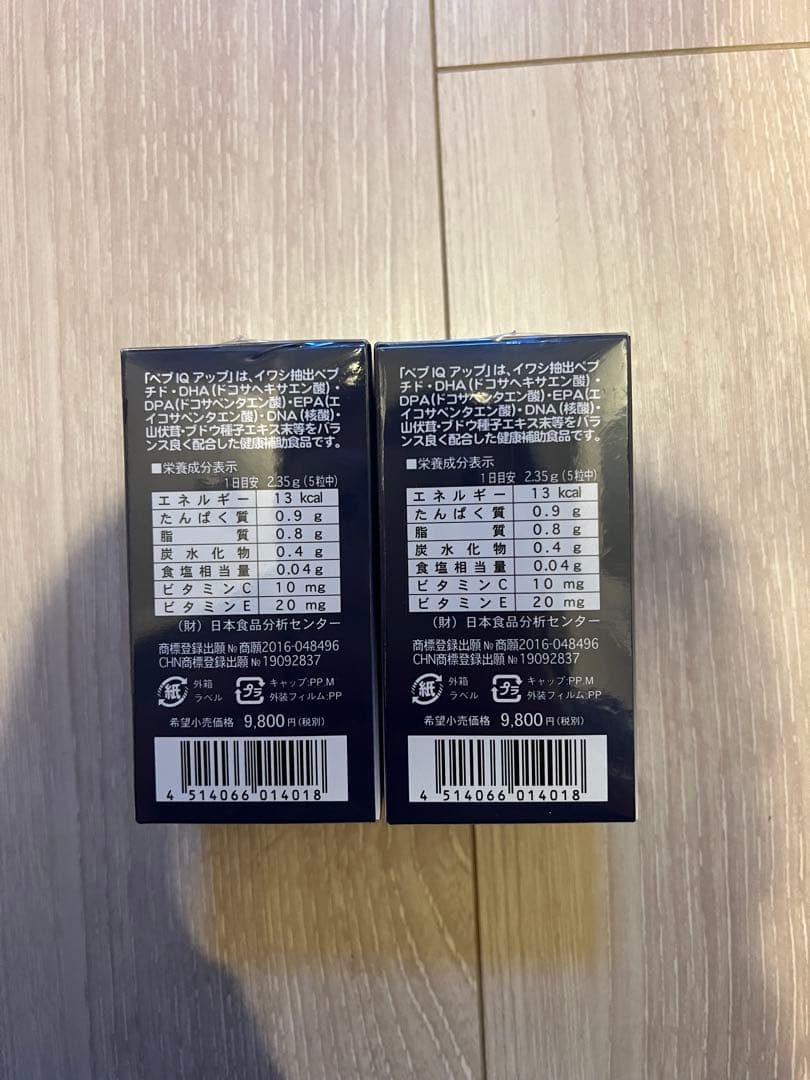 「ペプIQ アップ」は、イワシ抽出ペプ
チド・DHA(ドコサヘキサエン酸)・
DPA(ドコサペンタエン酸)・EPA(エ
イコサペンタエン酸)・DNA(核酸)・
山伏茸・ブドウ種子エキス末等をバラ
ンス良く配合した健康補助食品です。
■栄養成分表示
1日目安 2.35g(5粒中)
エネルギー 13 kcal
たんぱく質 0.9 g
脂質 0.8 g
炭水化物 0.4 g
食塩相当量 0.04g
ビタミンC 10 mg
ビタミンE 20 mg
(財)日本食品分析センター
商標登録出願 № 商願2016-048496
CHN商標登録出願 № 19092837
紙 外箱 プラ キャップ:PP.M
ラベル 外装フィルム:PP
希望小売価格 9,800円(税別)
4 514066 014018
「ペプIQ アップ」は、イワシ抽出ペプ
チド・DHA(ドコサヘキサエン酸)・
DPA(ドコサペンタエン酸)・EPA(エ
イコサペンタエン酸)・DNA(核酸)・
山伏茸・ブドウ種子エキス末等をバラ
ンス良く配合した健康補助食品です。
■栄養成分表示
1日目安 2.35g(5粒中)
エネルギー 13 kcal
たんぱく質 0.9 g
脂質 0.8 g
炭水化物 0.4 g
食塩相当量 0.04g
ビタミンC 10 mg
ビタミンE 20 mg
(財)日本食品分析センター
商標登録出願 № 商願2016-048496
CHN商標登録出願 № 19092837
紙 外箱 プラ キャップ:PP.M
ラベル 外装フィルム:PP
希望小売価格 9,800円(税別)
4 514066 014018